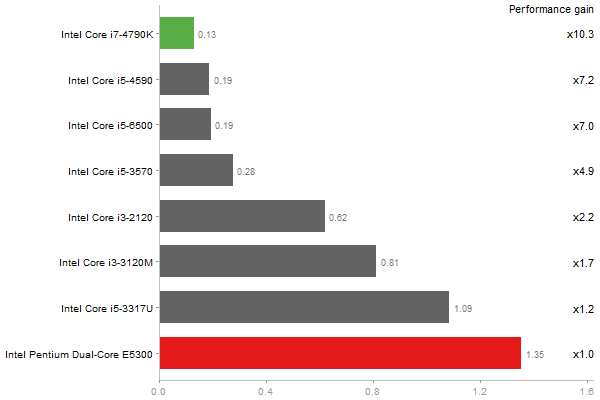 Performance gain
Intel Core i7-4790K 0.13 x10.3
Intel Core i5-4590 0.19 x7.2
Intel Core i5-6500 0.19 x7.0
Intel Core i5-3570 0.28 x4.9
Intel Core i3-2120 0.62 x2.2
Intel Core i3-3120M 0.81 x1.7
Intel Core i5-3317U 1.09 x1.2
Intel Pentium Dual-Core E5300 1.35 x1.0
0.0 0.4 0.8 1.2 1.6